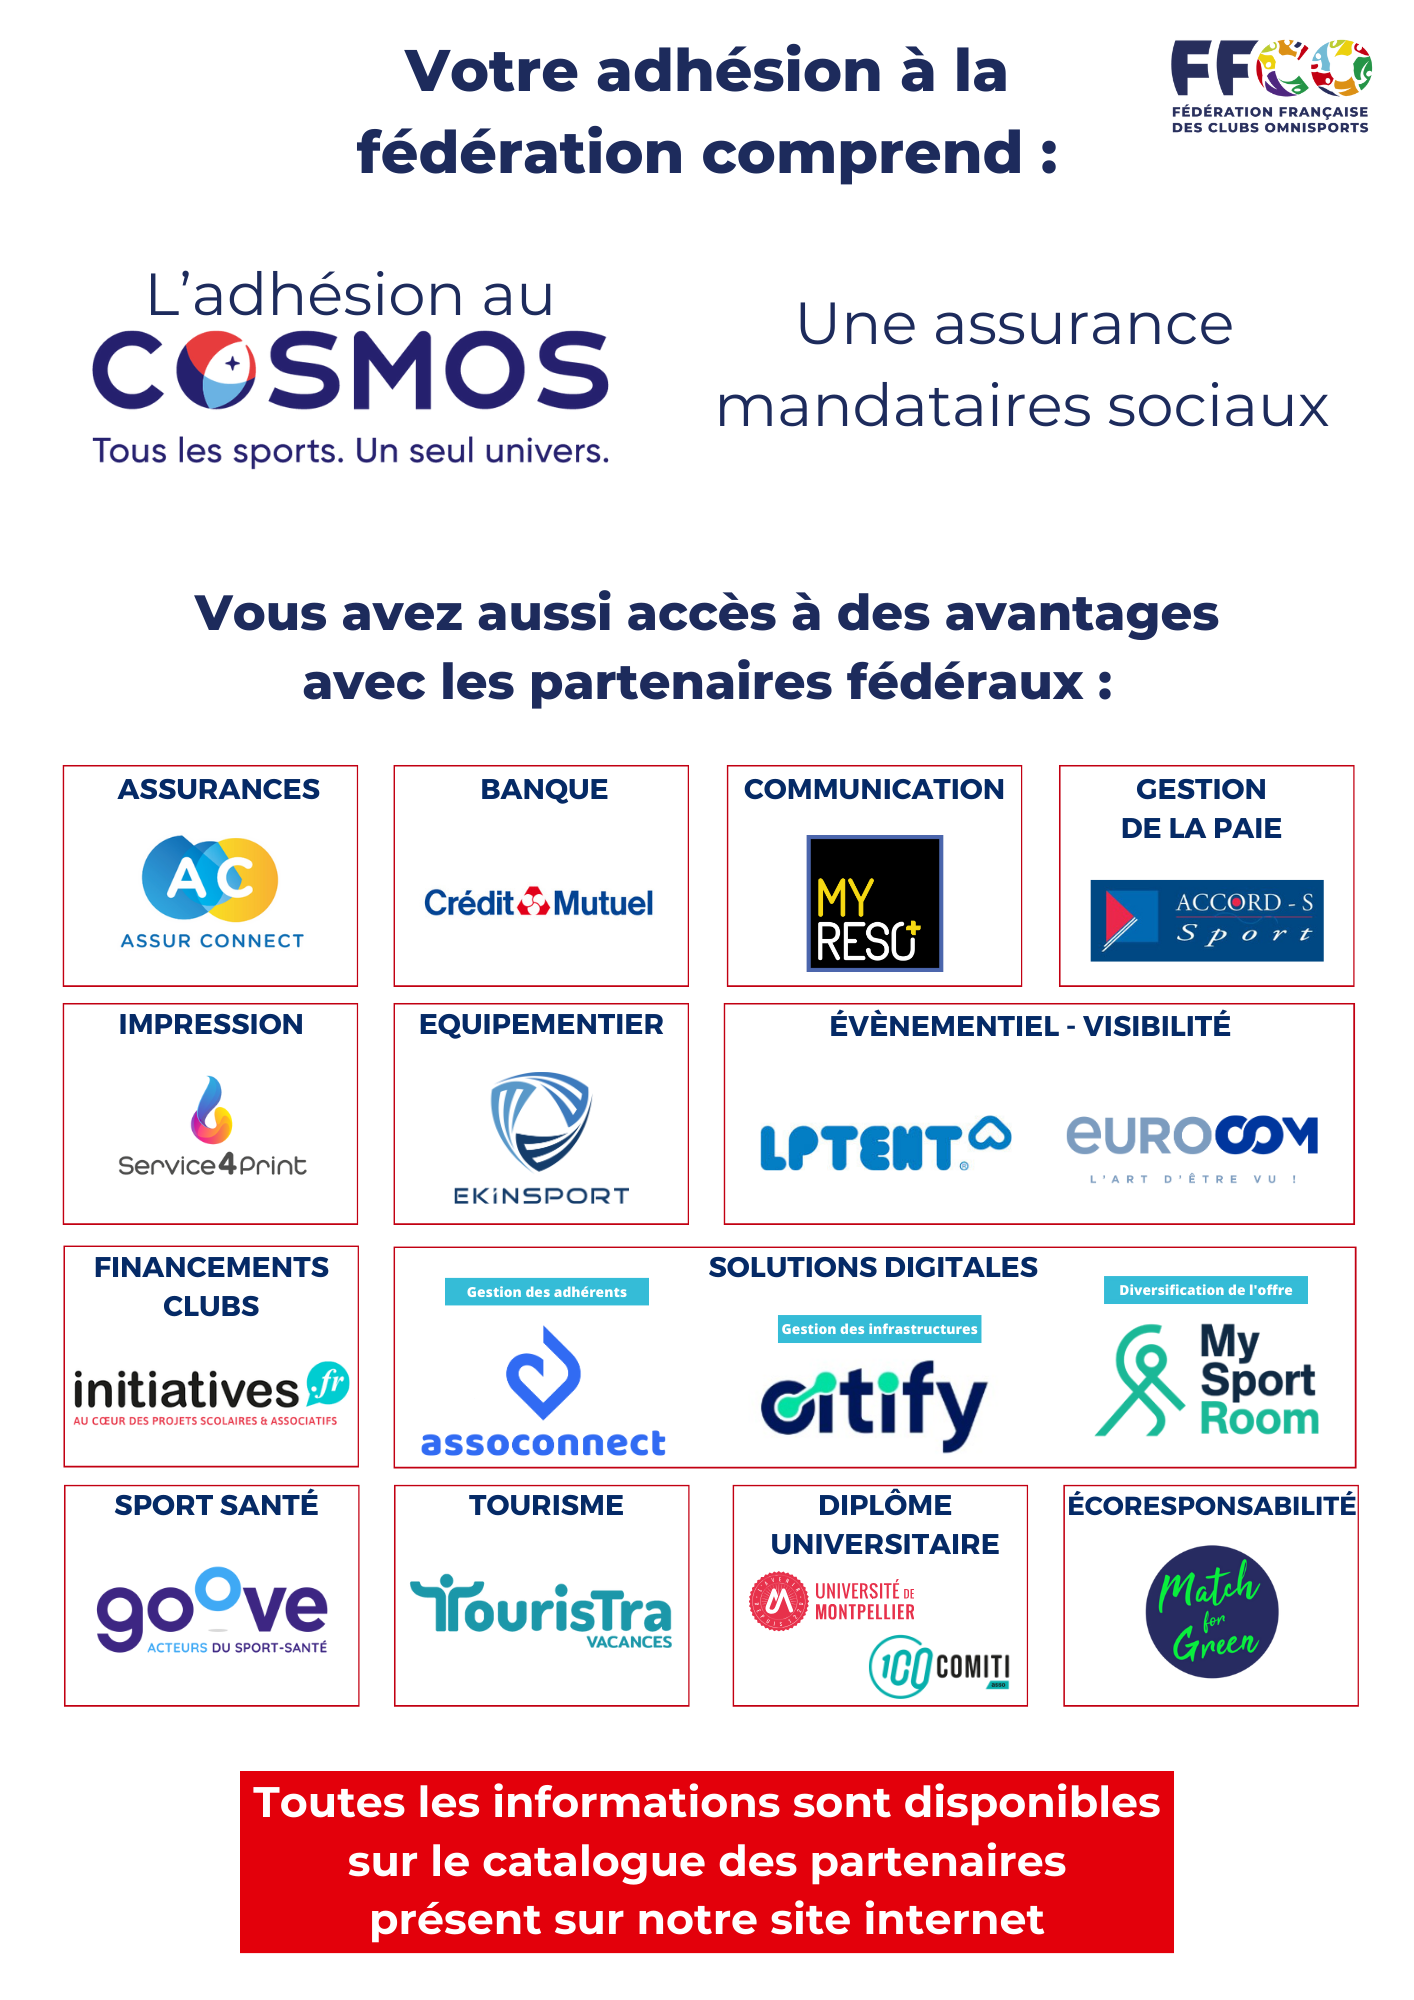 Votre adhésion à la
fédération comprend :
FFCO
FÉDÉRATION FRANÇAISE
DES CLUBS OMNISPORTS
L'adhésion au
COSMOS
Tous les sports. Un seul univers.
Une assurance
mandataires sociaux
Vous avez aussi accès à des avantages
avec les partenaires fédéraux :
ASSURANCES
AC
ASSUR CONNECT
BANQUE
Crédit Mutuel
COMMUNICATION
MY
RESO+
GESTION
DE LA PAIE
ACCORD - S
Sport
IMPRESSION
Service4Print
EQUIPEMENTIER
EKINSPORT
ÉVÈNEMENTIEL - VISIBILITÉ
LPTENT®
euROCOM
L'ART D'ÊTRE VU !
FINANCEMENTS
CLUBS
initiatives.fr
AU CŒUR DES PROJETS SCOLAIRES & ASSOCIATIFS
SOLUTIONS DIGITALES
Gestion des adhérents
assoconnect
Gestion des infrastructures
citify
Diversification de l'offre
My
Sport
Room
SPORT SANTÉ
goove
ACTEURS DU SPORT-SANTÉ
TOURISME
TourisTra
VACANCES
DIPLÔME
UNIVERSITAIRE
UNIVERSITÉ DE
MONTPELLIER
100 COMITI
ÉCORESPONSABILITÉ
Match
for
Green
Toutes les informations sont disponibles
sur le catalogue des partenaires
présent sur notre site internet